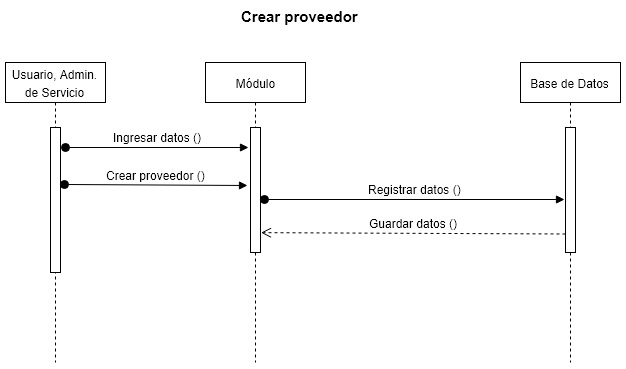 Crear proveedor
Usuario, Admin.
de Servicio
Módulo
Base de Datos
Ingresar datos ()
Crear proveedor ()
Registrar datos ()
Guardar datos ()